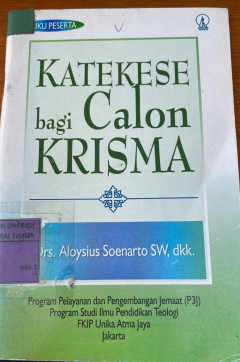 UKU PESERTA
KATEKESE
bagi Calon
KRISMA
Drs. Aloysius Soenarto SW, dkk.
Program Pelayanan dan Pengembangan Jemaat (P3J)
Program Studi Ilmu Pendidikan Teologi
FKIP Unika Atma Jaya
Jakarta